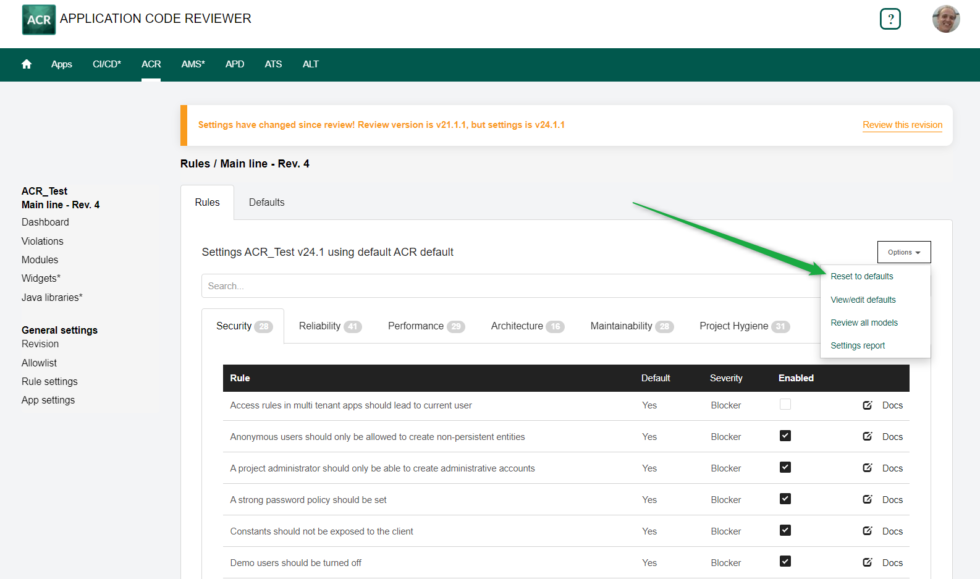 ACR APPLICATION CODE REVIEWER ?
Apps CI/CD* ACR AMS* APD ATS ALT
Settings have changed since review! Review version is v21.1.1, but settings is v24.1.1 Review this revision
Rules / Main line - Rev. 4
ACR_Test
Main line - Rev. 4
Dashboard
Violations
Modules
Widgets*
Java libraries*
General settings
Revision
Allowlist
Rule settings
App settings
Rules Defaults
Settings ACR_Test v24.1 using default ACR default Options
Search...
Reset to defaults
View/edit defaults
Review all models
Settings report
Security 28 Reliability 41 Performance 29 Architecture 16 Maintainability 28 Project Hygiene 31
Rule Default Severity Enabled
Access rules in multi tenant apps should lead to current user Yes Blocker Docs
Anonymous users should only be allowed to create non-persistent entities Yes Blocker Docs
A project administrator should only be able to create administrative accounts Yes Blocker Docs
A strong password policy should be set Yes Blocker Docs
Constants should not be exposed to the client Yes Blocker Docs
Demo users should be turned off Yes Blocker Docs